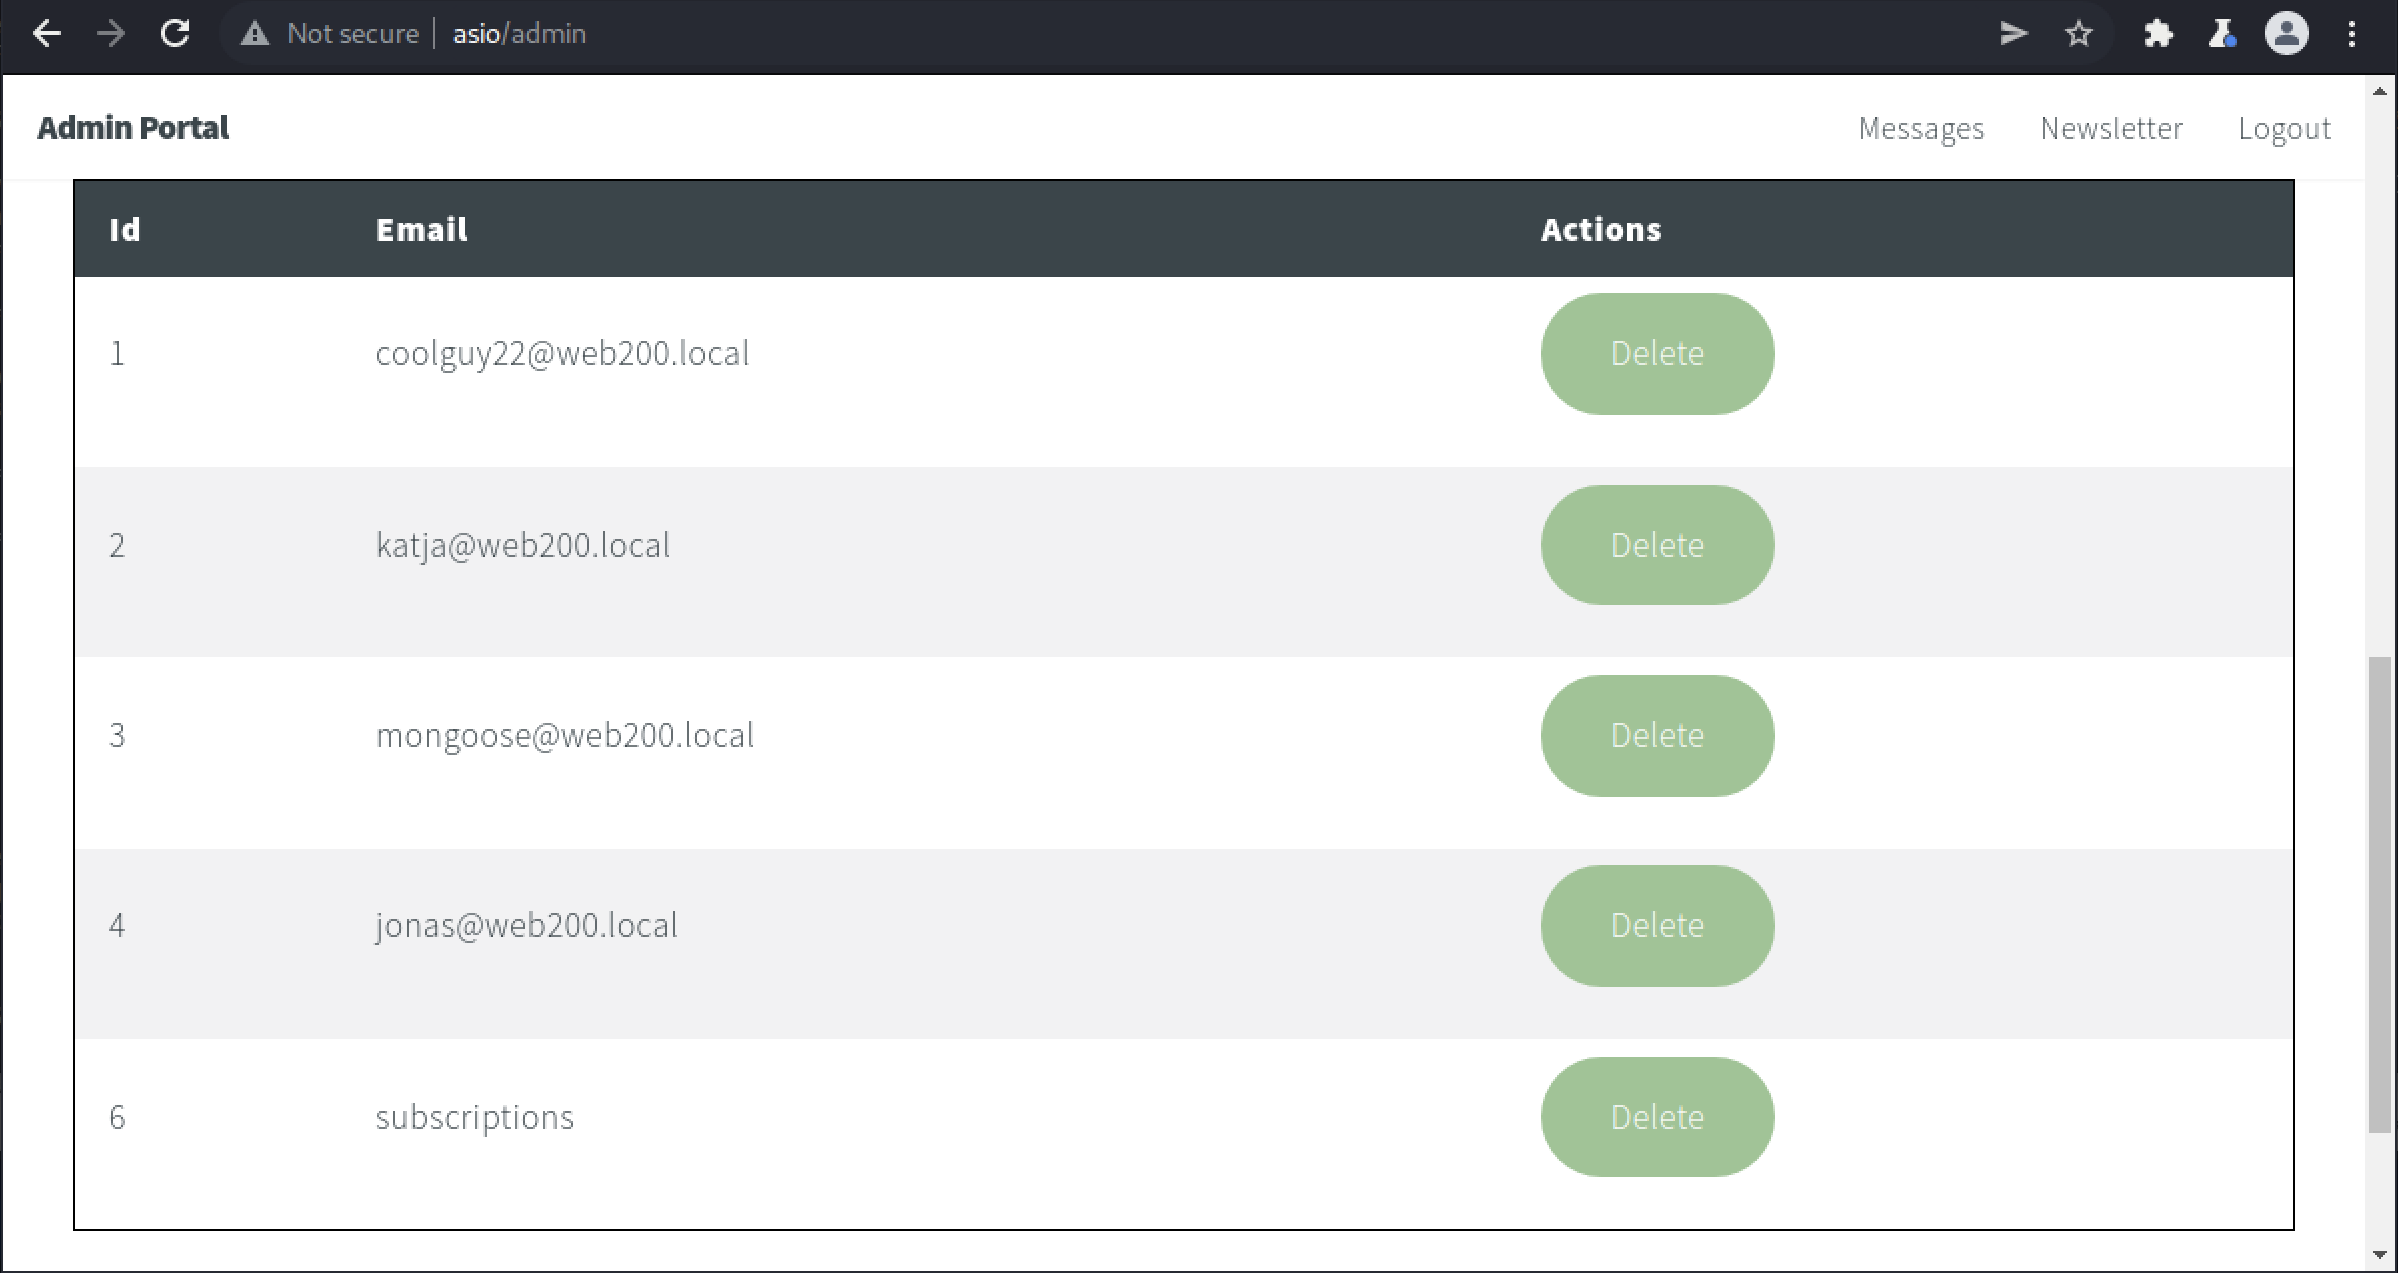 Not secure | asio/admin
Admin Portal Messages Newsletter Logout
Id Email Actions
1 coolguy22@web200.local Delete
2 katja@web200.local Delete
3 mongoose@web200.local Delete
4 jonas@web200.local Delete
6 subscriptions Delete